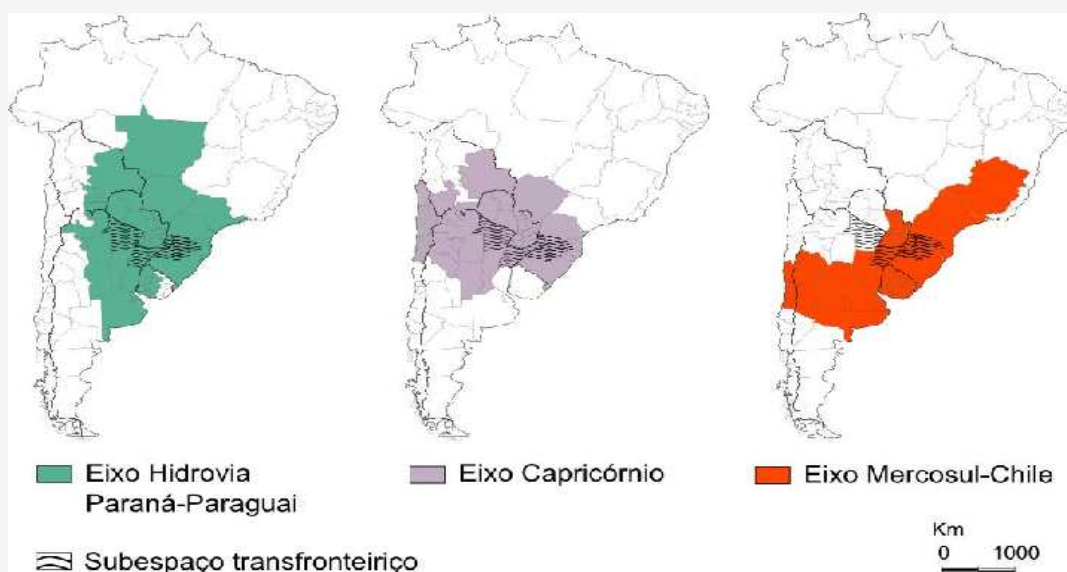 Eixo Hidrovia
Paraná-Paraguai
Eixo Capricórnio
Eixo Mercosul-Chile
Subespaço transfronteiriço
Km
0 1000